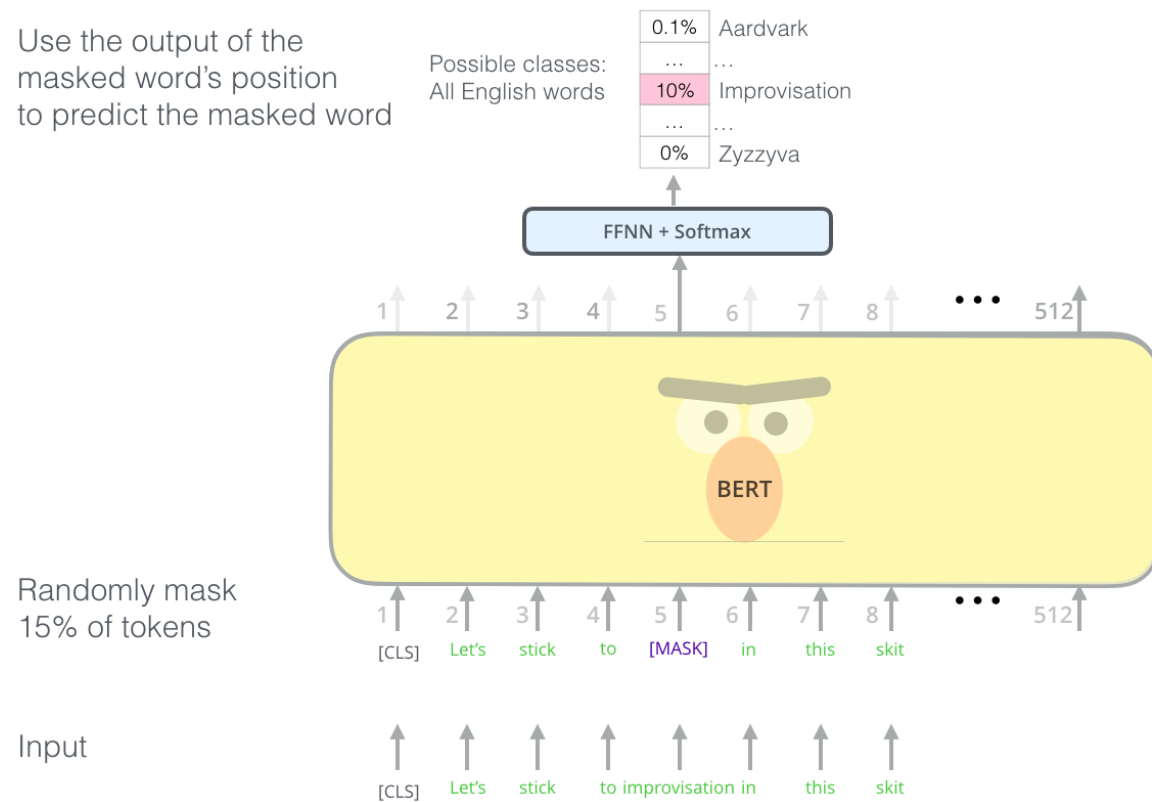 Use the output of the
masked word's position
to predict the masked word
Possible classes:
All English words
0.1% Aardvark
... ...
10% Improvisation
... ...
0% Zyzzyva
FFNN + Softmax
1 2 3 4 5 6 7 8 ... 512
BERT
Randomly mask
15% of tokens
1 2 3 4 5 6 7 8 ... 512
[CLS] Let's stick to [MASK] in this skit
Input
[CLS] Let's stick to improvisation in this skit